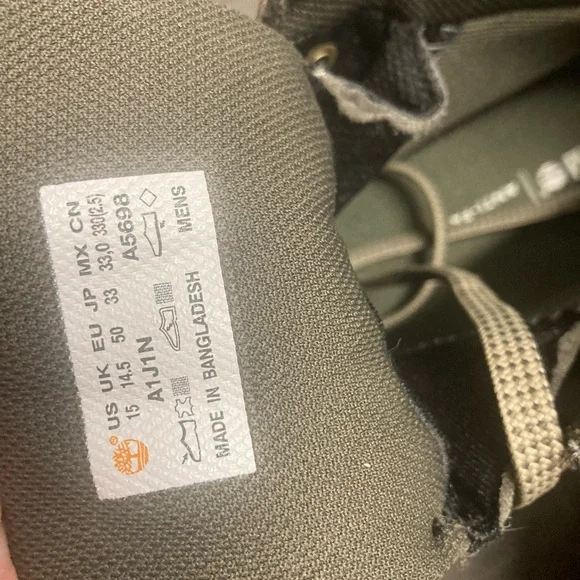 US UK EU JP MX CN
15 14.5 50 33 33,0 330(2.5)
A1J1N A5698
MENS
MADE IN BANGLADESH